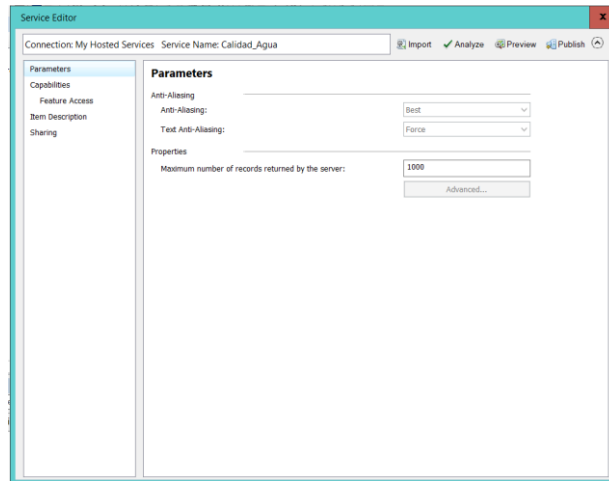 Service Editor
x
Connection: My Hosted Services Service Name: Calidad_Agua
Import Analyze Preview Publish
Parameters
Capabilities
Feature Access
Item Description
Sharing
Parameters
Anti-Aliasing
Anti-Aliasing: Best
Text Anti-Aliasing: Force
Properties
Maximum number of records returned by the server: 1000
Advanced...